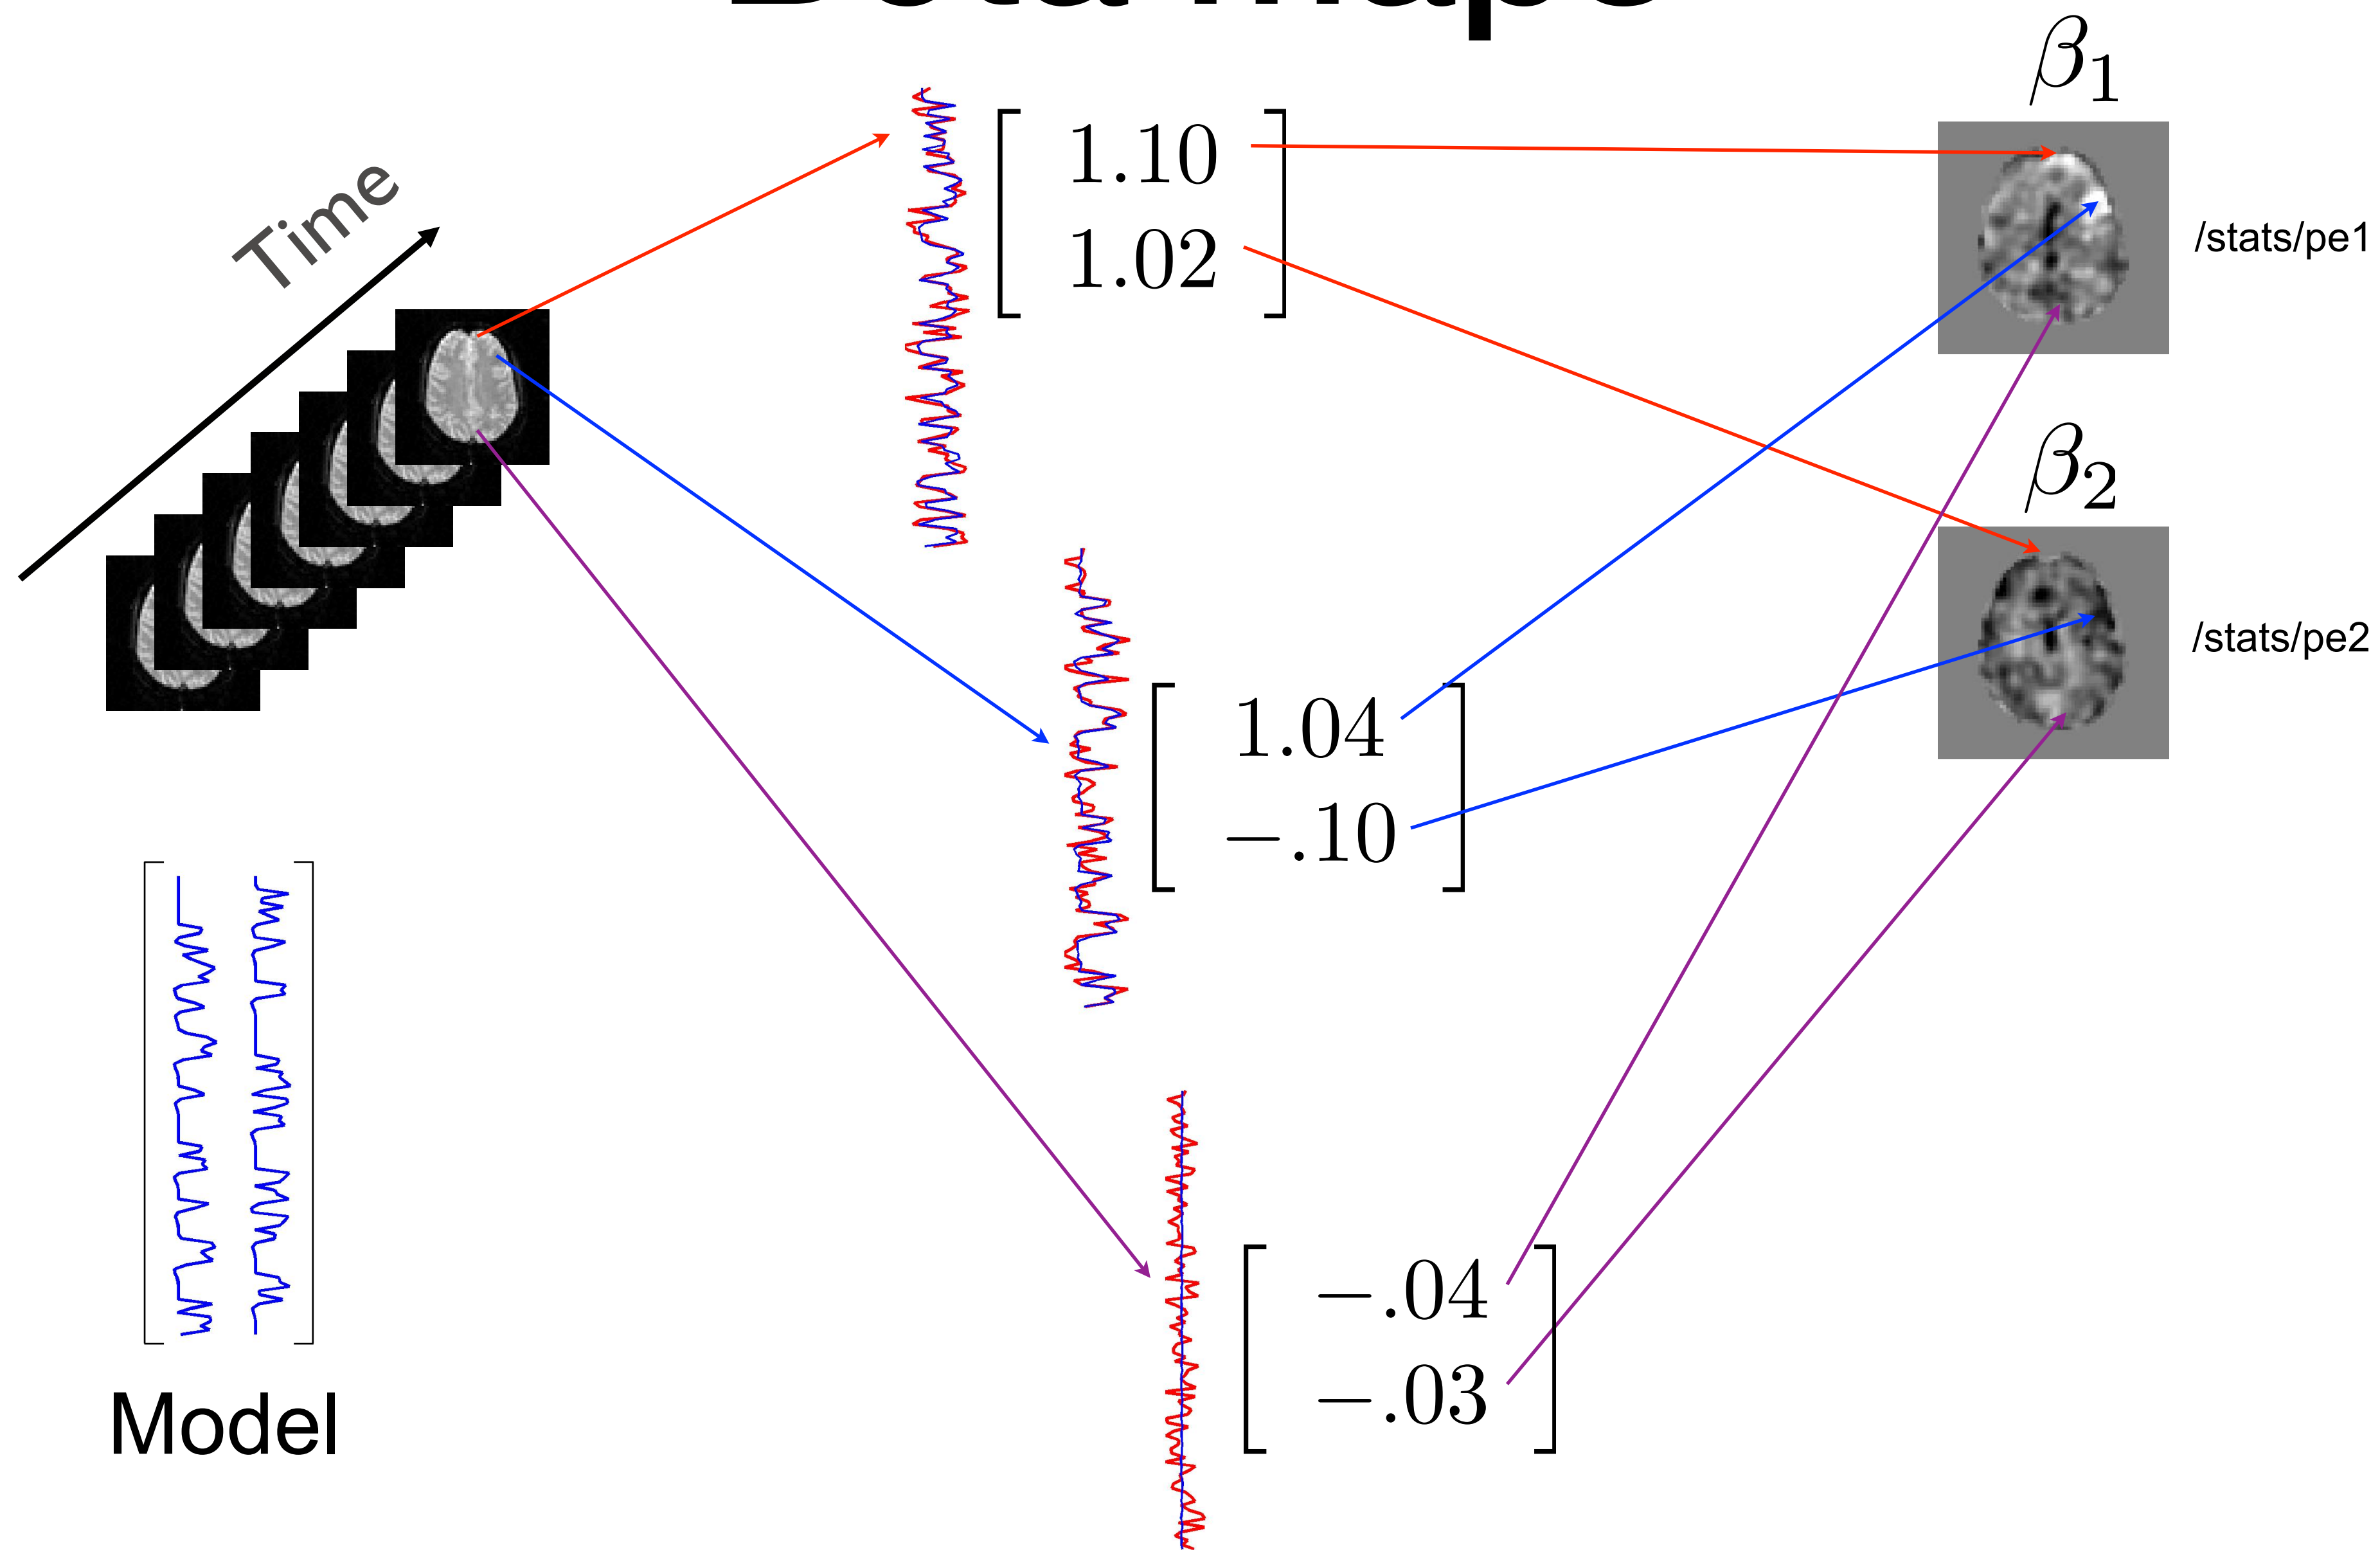 Time
1.10
1.02
1.04
−.10
−.04
−.03
β₁
/stats/pe1
β₂
/stats/pe2
Model